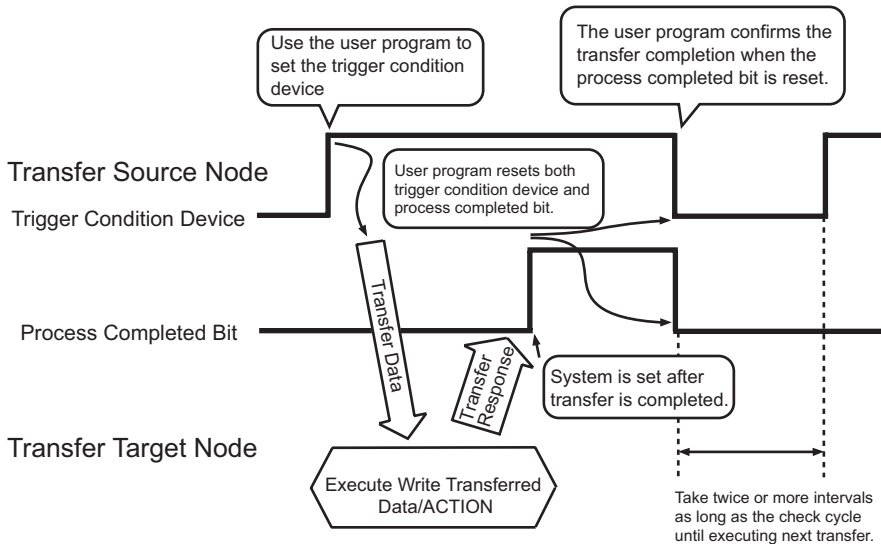 Use the user program to
set the trigger condition
device
The user program confirms the
transfer completion when the
process completed bit is reset.
Transfer Source Node
Trigger Condition Device
User program resets both
trigger condition device and
process completed bit.
Transfer Data
Process Completed Bit
Transfer
Response
System is set after
transfer is completed.
Transfer Target Node
Execute Write Transferred
Data/ACTION
Take twice or more intervals
as long as the check cycle
until executing next transfer.